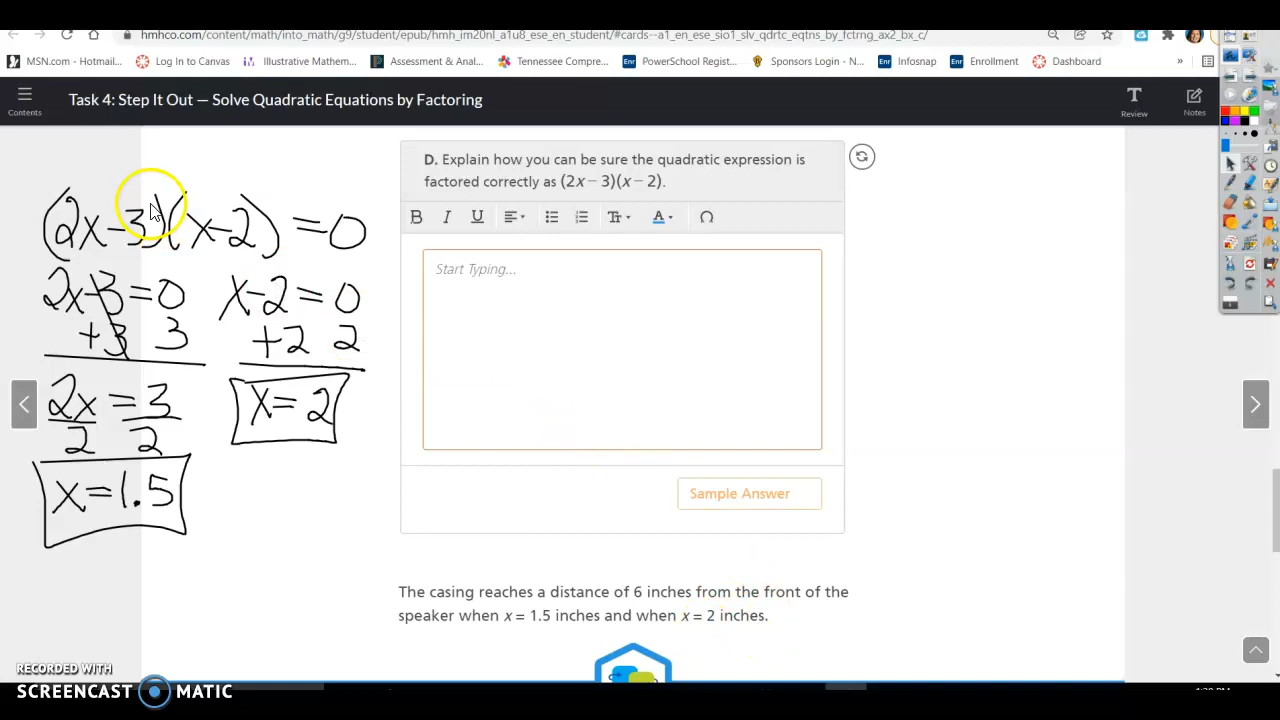 hmhco.com/content/math/into_math/g9/student/epub/hmh_im20nl_a1u8_ese_en_student/#cards--a1_en_ese_sio1_slv_qdrtc_eqtns_by_fctrng_ax2_bx_c/
MSN.com - Hotmail... Log In to Canvas Illustrative Mathem... Assessment & Anal... Tennessee Compre... Enr PowerSchool Regist... Sponsors Login - N... Enr Infosnap Enr Enrollment Dashboard »
Contents
Task 4: Step It Out — Solve Quadratic Equations by Factoring
T Review
Notes
D. Explain how you can be sure the quadratic expression is
factored correctly as (2x – 3)(x – 2).
B I U Tт A
Start Typing...
Sample Answer
(2x-3)(x-2) = 0
2x-3=0 x-2=0
+3 3 +2 2
2x = 3 x= 2
2 2
x=1.5
The casing reaches a distance of 6 inches from the front of the
speaker when x = 1.5 inches and when x = 2 inches.
RECORDED WITH
SCREENCAST MATIC